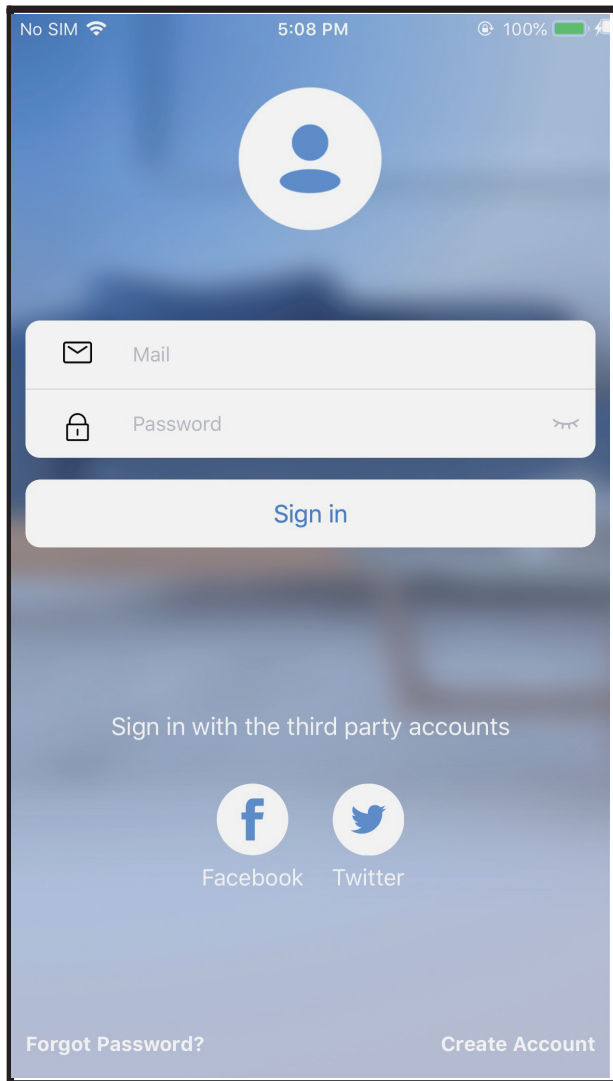 No SIM 5:08 PM 100%
Mail
Password
Sign in
Sign in with the third party accounts
Facebook Twitter
Forgot Password? Create Account